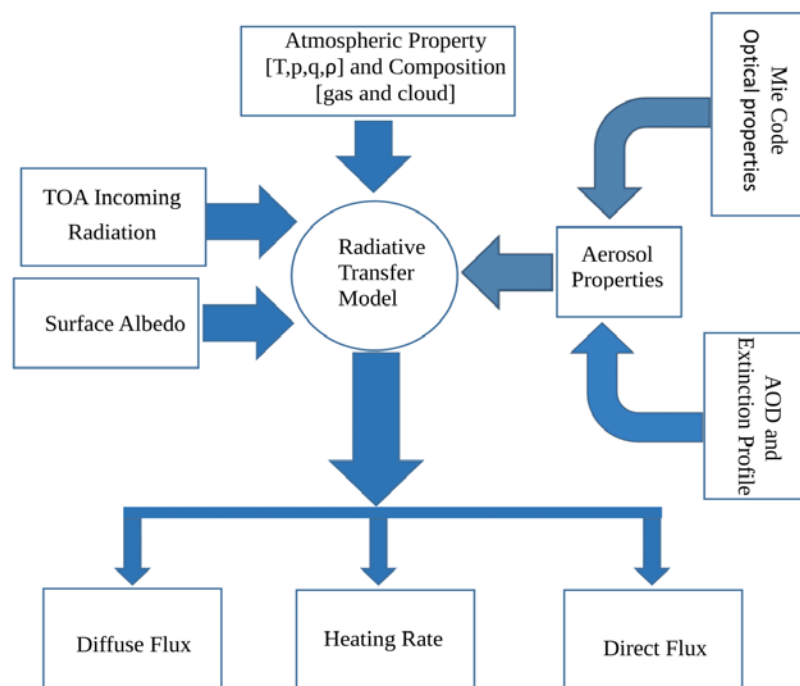 Atmospheric Property
[T,p,q,ρ] and Composition
[gas and cloud]
Mie Code
Optical properties
TOA Incoming
Radiation
Radiative
Transfer
Model
Aerosol
Properties
Surface Albedo
AOD and
Extinction Profile
Diffuse Flux
Heating Rate
Direct Flux